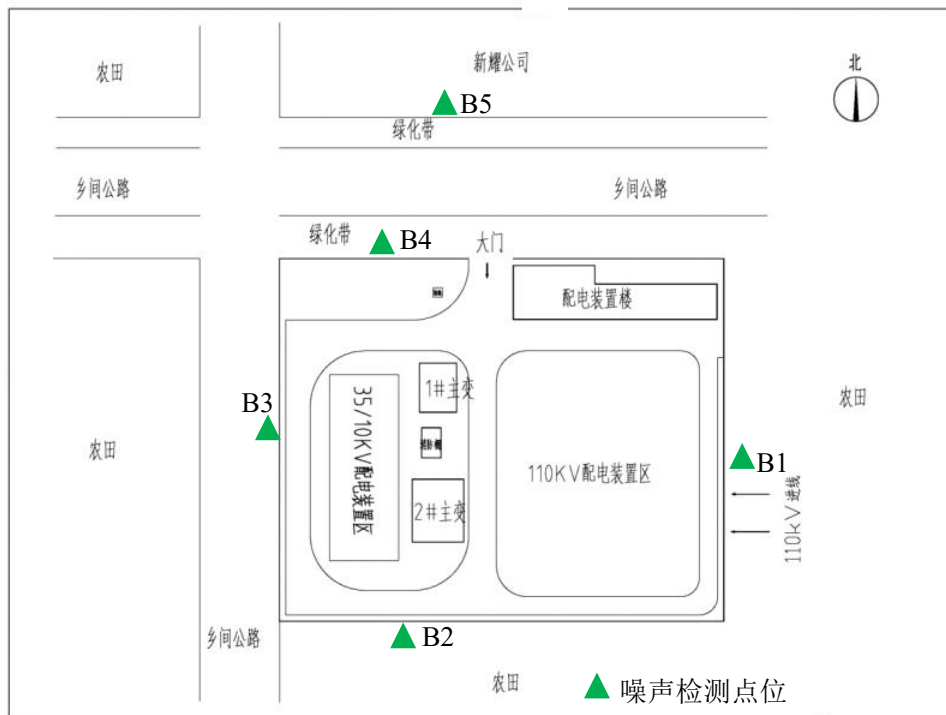 农田
新耀公司
北
B5
绿化带
乡间公路
乡间公路
绿化带
B4
大门
配电装置楼
1#主变
B3
35/10KV配电装置区
农田
农田
110KV配电装置区
B1
2#主变
110kV进线
乡间公路
B2
农田
噪声检测点位